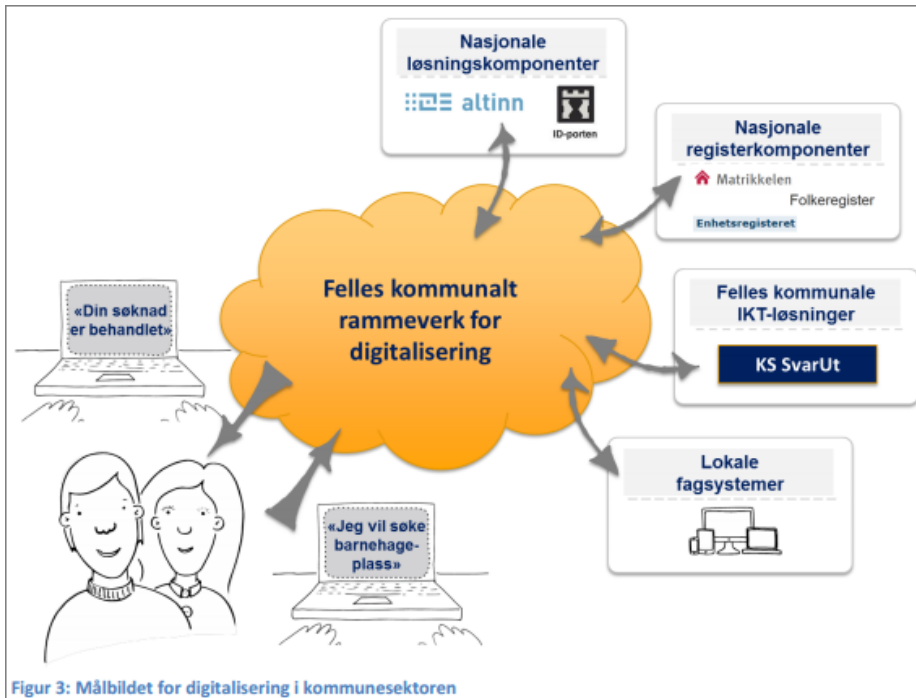 Nasjonale
løsningskomponenter
altinn
ID-porten
Nasjonale
registerkomponenter
Matrikkelen
Folkeregister
Enhetsregisteret
Felles kommunalt
rammeverk for
digitalisering
«Din søknad
er behandlet»
Felles kommunale
IKT-løsninger
KS SvarUt
Lokale
fagsystemer
«Jeg vil søke
barnehage-
plass»
Figur 3: Målbildet for digitalisering i kommunesektoren